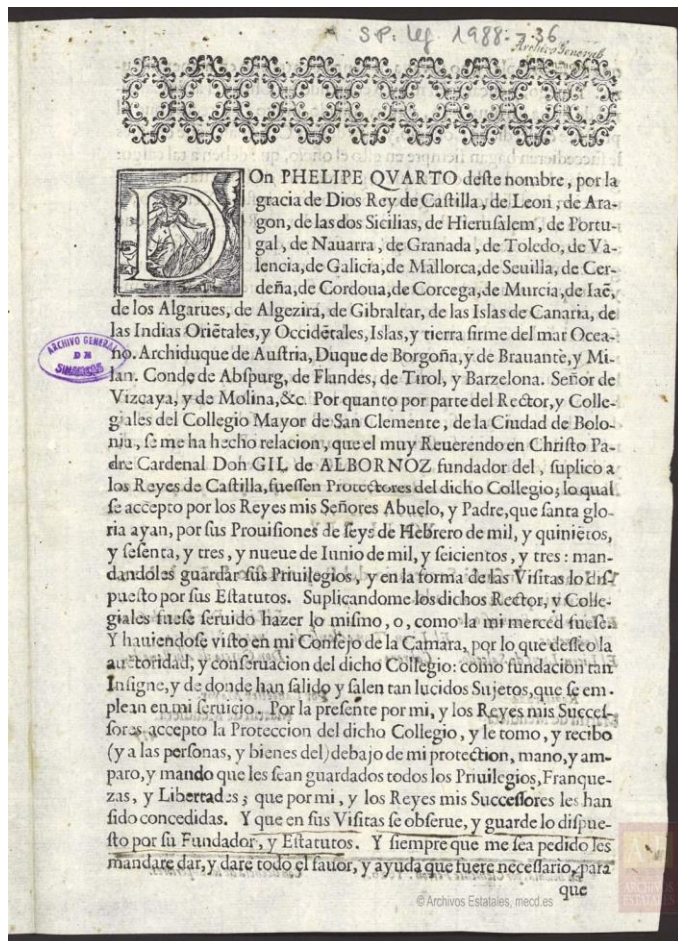 S.P. leg 1988-36
Archivo General
DOn PHELIPE QVARTO deste nombre, por la
gracia de Dios Rey de Castilla, de Leon, de Ara-
gon, de las dos Sicilias, de Hierusalem, de Portu-
gal, de Nauarra, de Granada, de Toledo, de Va-
lencia, de Galicia, de Mallorca, de Seuilla, de Cer-
deña, de Cordoua, de Corcega, de Murcia, de Iaẽ,
de los Algarues, de Algezira, de Gibraltar, de las Islas de Canaria, de
las Indias Oriẽtales, y Occidẽtales, Islas, y tierra firme del mar Ocea-
no. Archiduque de Austria, Duque de Borgoña, y de Brauante, y Mi-
lan. Conde de Abspurg, de Flandes, de Tirol, y Barzelona. Señor de
Vizcaya, y de Molina, &c. Por quanto por parte del Rector, y Colle-
giales del Collegio Mayor de San Clemente, de la Ciudad de Bolo-
nia, se me ha hecho relacion, que el muy Reuerendo en Christo Pa-
dre Cardenal Don GIL de ALBORNOZ fundador del, suplico a
los Reyes de Castilla, fuessen Protectores del dicho Collegio; lo qual
se accepto por los Reyes mis Señores Abuelo, y Padre, que santa glo-
ria ayan, por sus Prouisiones de seys de Hebrero de mil, y quiniẽtos,
y sesenta, y tres, y nueue de Iunio de mil, y seicientos, y tres: man-
dandoles guardar sus Priuilegios, y en la forma de las Visitas lo dis-
puesto por sus Estatutos. Suplicandome los dichos Rector, y Colle-
giales fuese seruido hazer lo mismo, o, como la mi merced fuese.
Y hauiendose visto en mi Consejo de la Camara, por lo que desseo la
auctoridad, y conseruacion del dicho Collegio: como fundacion tan
Insigne, y de donde han salido y salen tan lucidos Sujetos, que se em-
plean en mi seruicio. Por la presente por mi, y los Reyes mis Succes-
sores accepto la Proteccion del dicho Collegio, y le tomo, y recibo
(y a las personas, y bienes del) debajo de mi protection, mano, y am-
paro, y mando que les sean guardados todos los Priuilegios, Franque-
zas, y Libertades; que por mi, y los Reyes mis Successores les han
sido concedidas. Y que en sus Visitas se obserue, y guarde lo dispue-
sto por su Fundador, y Estatutos. Y siempre que me sea pedido les
mandare dar, y dare todo el fauor, y ayuda que fuere necessario, para
que
ARCHIVO GENERAL
DE
SIMANCAS
© Archivos Estatales, mecd.es
ARCHIVOS
ESTATALES